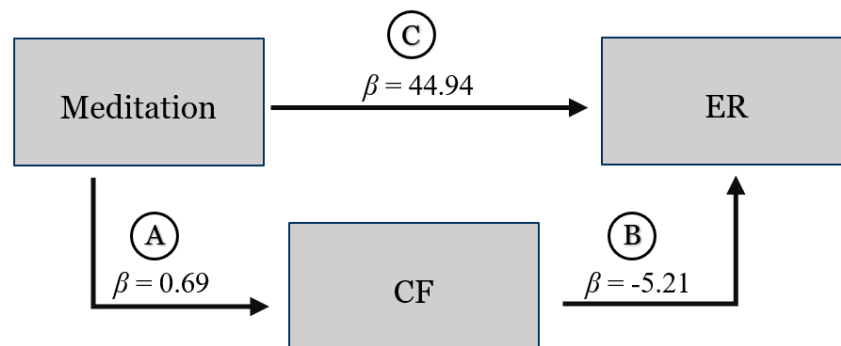 C
β = 44.94
Meditation
ER
A
β = 0.69
B
β = -5.21
CF